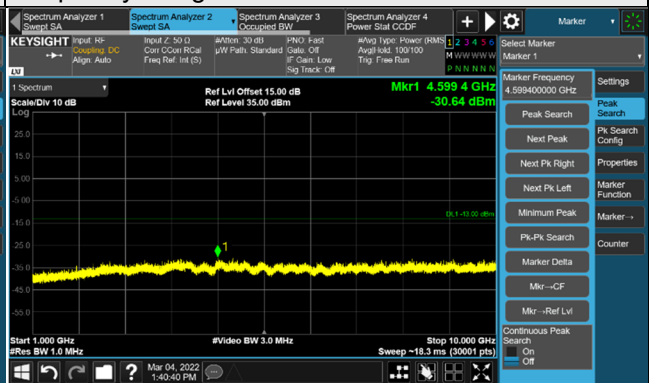 Spectrum Analyzer 1
Swept SA
Spectrum Analyzer 2
Swept SA
Spectrum Analyzer 3
Occupied BW
Spectrum Analyzer 4
Power Stat CCDF
Marker
KEYSIGHT
Input: RF
Coupling: DC
Align: Auto
Input Z: 50 Ω
Corr CCorr RCal
Freq Ref: Int (S)
#Atten: 30 dB
µW Path: Standard
PNO: Fast
Gate: Off
IF Gain: Low
Sig Track: Off
#Avg Type: Power (RMS)
Avg|Hold: 100/100
Trig: Free Run
1 2 3 4 5 6
M W W W W W
P N N N N N
LXI
Select Marker
Marker 1
1 Spectrum
Scale/Div 10 dB
Log
Ref Lvl Offset 15.00 dB
Ref Level 35.00 dBm
Mkr1 4.599 4 GHz
-30.64 dBm
25.0
15.0
5.00
-5.00
-15.0
-25.0
-35.0
-45.0
-55.0
DL1 -13.00 dBm
1
Start 1.000 GHz
#Res BW 1.0 MHz
#Video BW 3.0 MHz
Stop 10.000 GHz
Sweep ~18.3 ms (30001 pts)
Marker Frequency
4.599400000 GHz
Peak Search
Next Peak
Next Pk Right
Next Pk Left
Minimum Peak
Pk-Pk Search
Marker Delta
Mkr→CF
Mkr→Ref Lvl
Continuous Peak
Search
On
Off
Settings
Peak
Search
Pk Search
Config
Properties
Marker
Function
Marker→
Counter
?
Mar 04, 2022
1:40:40 PM